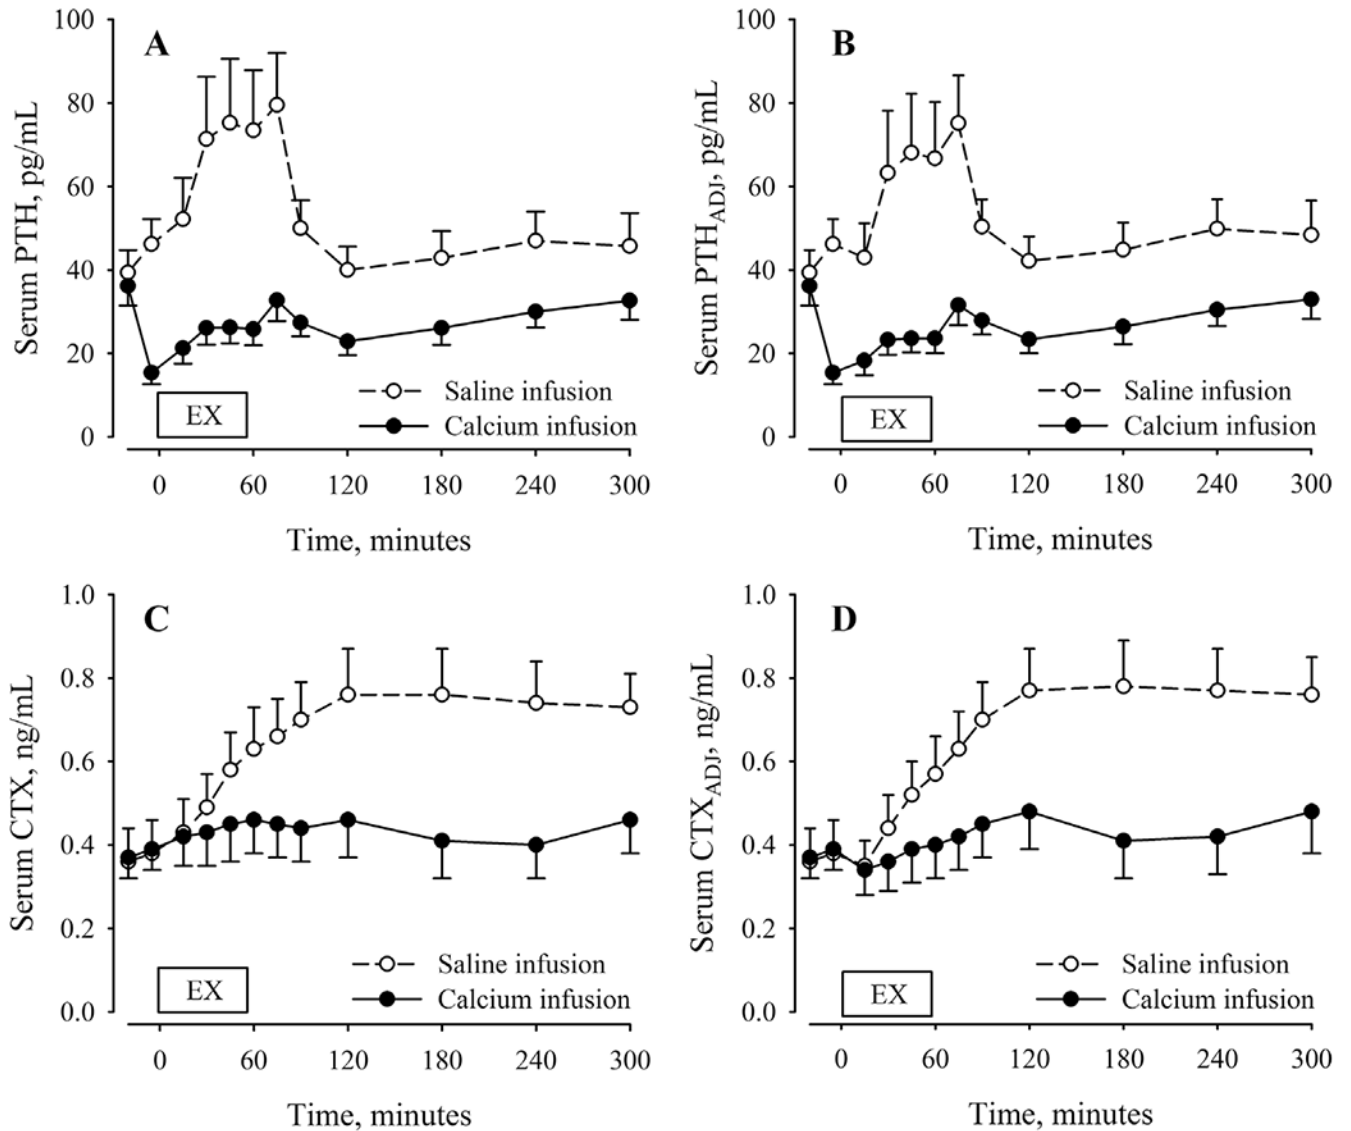 A
Serum PTH, pg/mL
100
80
60
40
20
0
EX
Saline infusion
Calcium infusion
0 60 120 180 240 300
Time, minutes
B
Serum PTH_ADJ, pg/mL
100
80
60
40
20
0
EX
Saline infusion
Calcium infusion
0 60 120 180 240 300
Time, minutes
C
Serum CTX, ng/mL
1.0
0.8
0.6
0.4
0.2
0.0
EX
Saline infusion
Calcium infusion
0 60 120 180 240 300
Time, minutes
D
Serum CTX_ADJ, ng/mL
1.0
0.8
0.6
0.4
0.2
0.0
EX
Saline infusion
Calcium infusion
0 60 120 180 240 300
Time, minutes